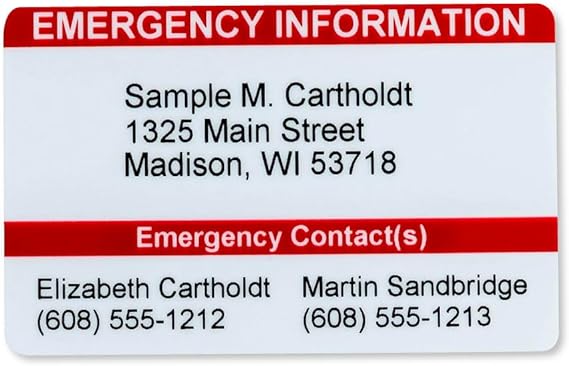 EMERGENCY INFORMATION
Sample M. Cartholdt
1325 Main Street
Madison, WI 53718
Emergency Contact(s)
Elizabeth Cartholdt Martin Sandbridge
(608) 555-1212 (608) 555-1213